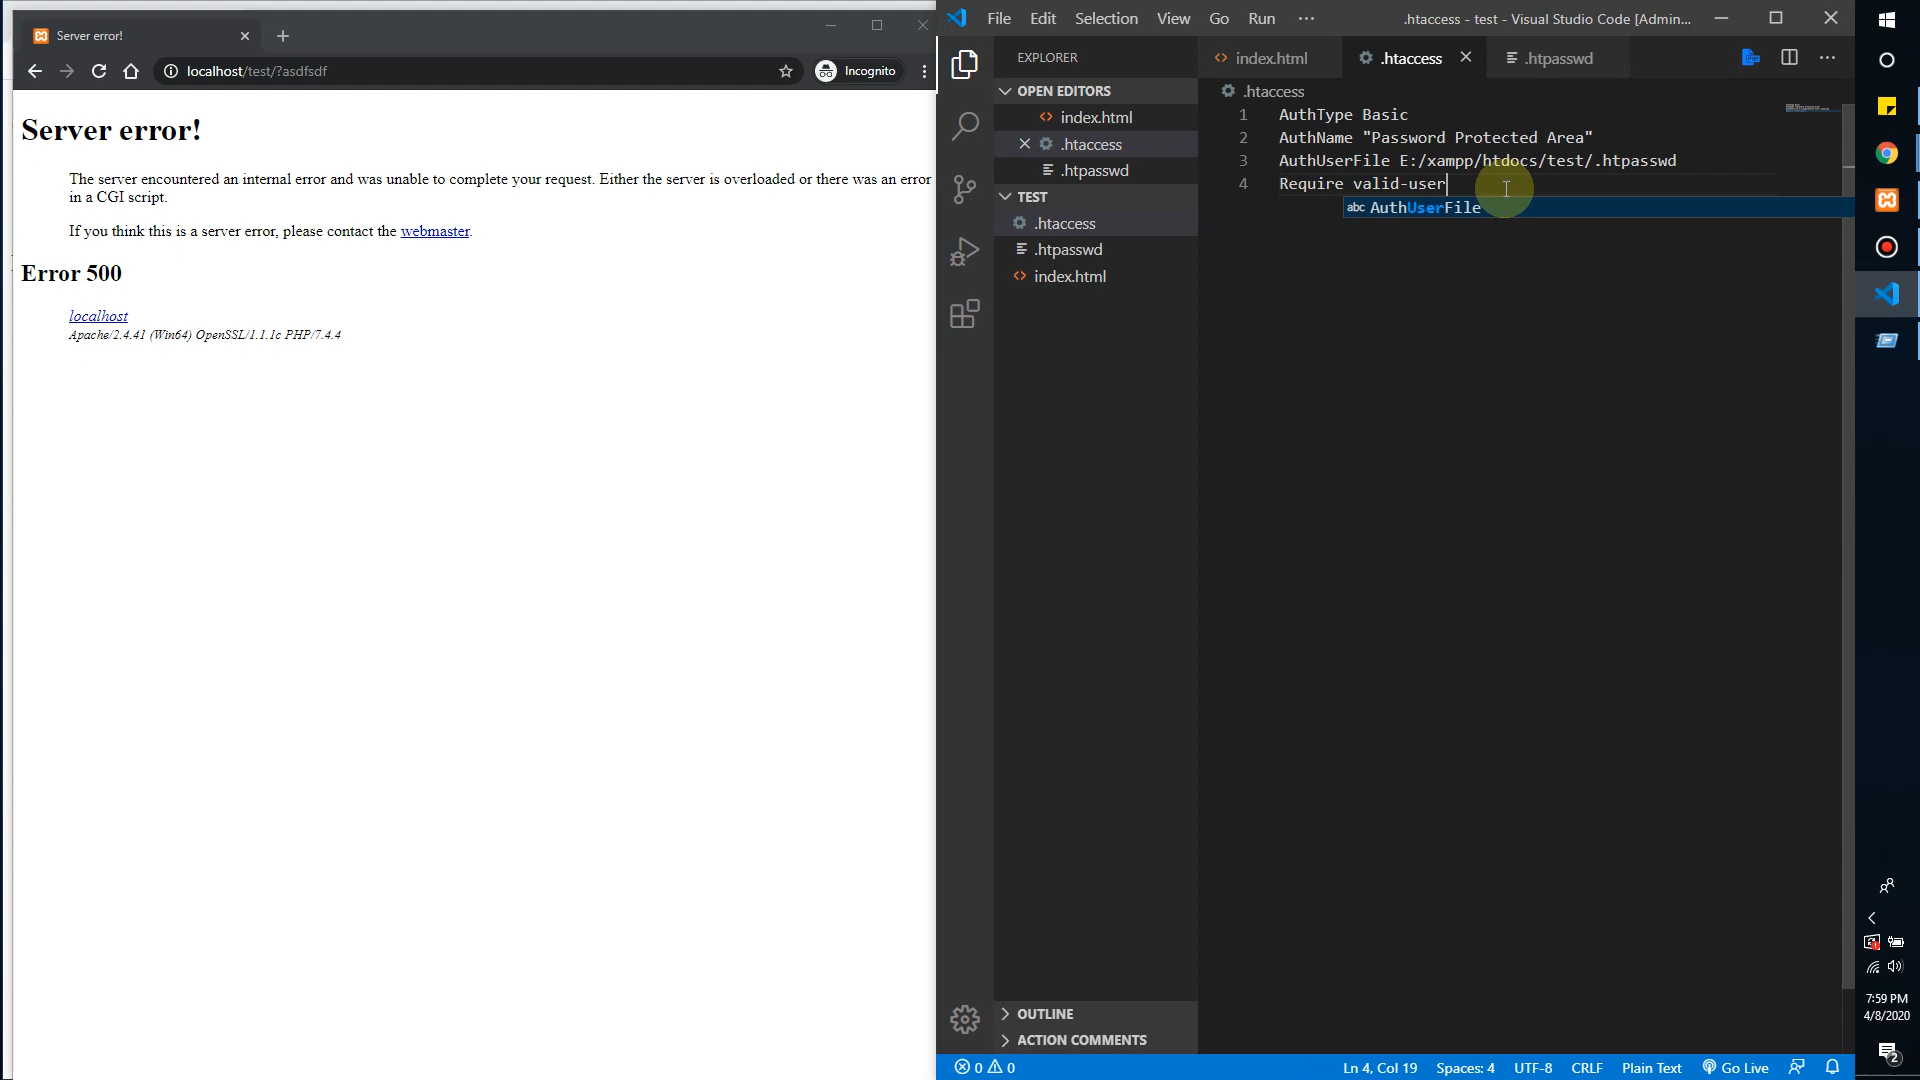 Server error!
localhost/test/?asdfsdf
Incognito
Server error!
The server encountered an internal error and was unable to complete your request. Either the server is overloaded or there was an error
in a CGI script.
If you think this is a server error, please contact the webmaster.
Error 500
localhost
Apache/2.4.41 (Win64) OpenSSL/1.1.1c PHP/7.4.4
File Edit Selection View Go Run ···
.htaccess - test - Visual Studio Code [Admin...
EXPLORER
OPEN EDITORS
index.html
.htaccess
.htpasswd
TEST
.htaccess
.htpasswd
index.html
OUTLINE
ACTION COMMENTS
index.html
.htaccess
.htpasswd
.htaccess
1 AuthType Basic
2 AuthName "Password Protected Area"
3 AuthUserFile E:/xampp/htdocs/test/.htpasswd
4 Require valid-user
abc AuthUserFile
0 0
Ln 4, Col 19
Spaces: 4
UTF-8
CRLF
Plain Text
Go Live
7:59 PM
4/8/2020
2